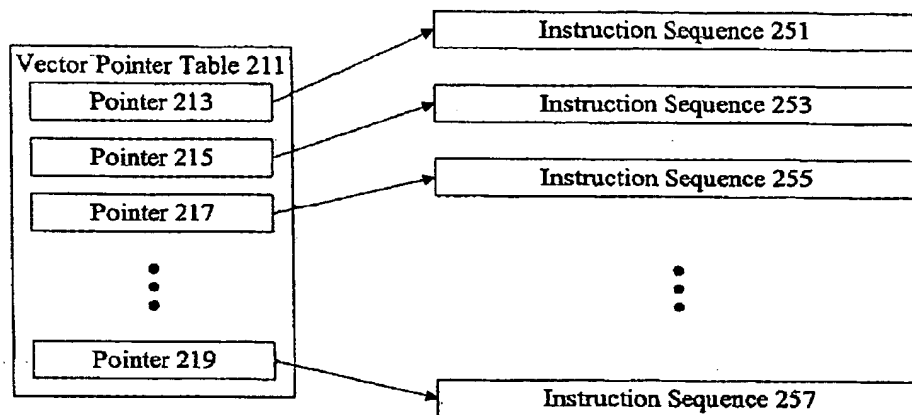 Vector Pointer Table 211
Pointer 213
Pointer 215
Pointer 217
Pointer 219
Instruction Sequence 251
Instruction Sequence 253
Instruction Sequence 255
Instruction Sequence 257